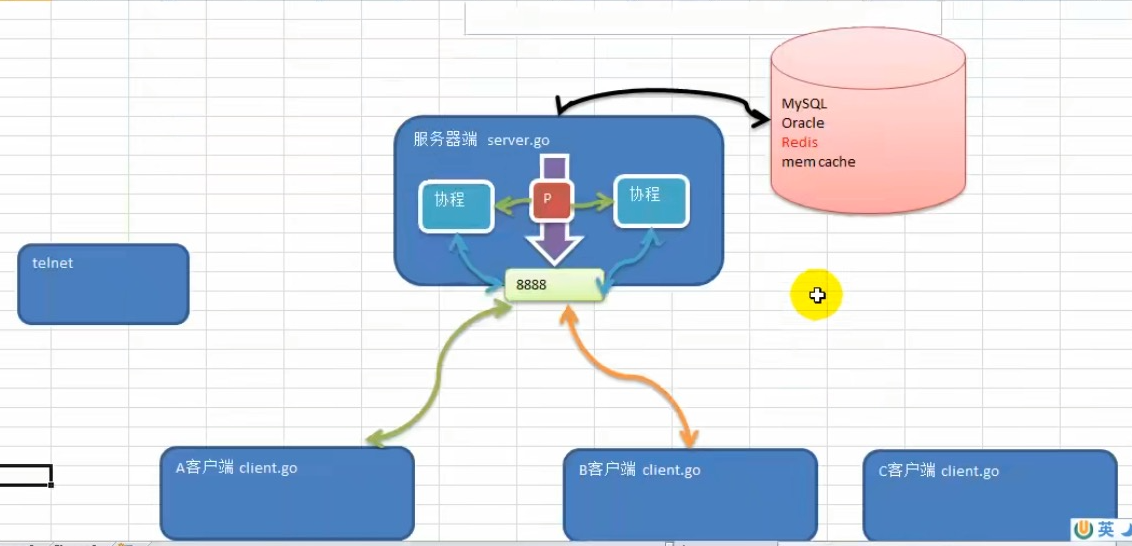 MySQL
Oracle
Redis
mem cache
服务器端 server.go
协程
P
协程
telnet
8888
A客户端 client.go
B客户端 client.go
C客户端 client.go
英